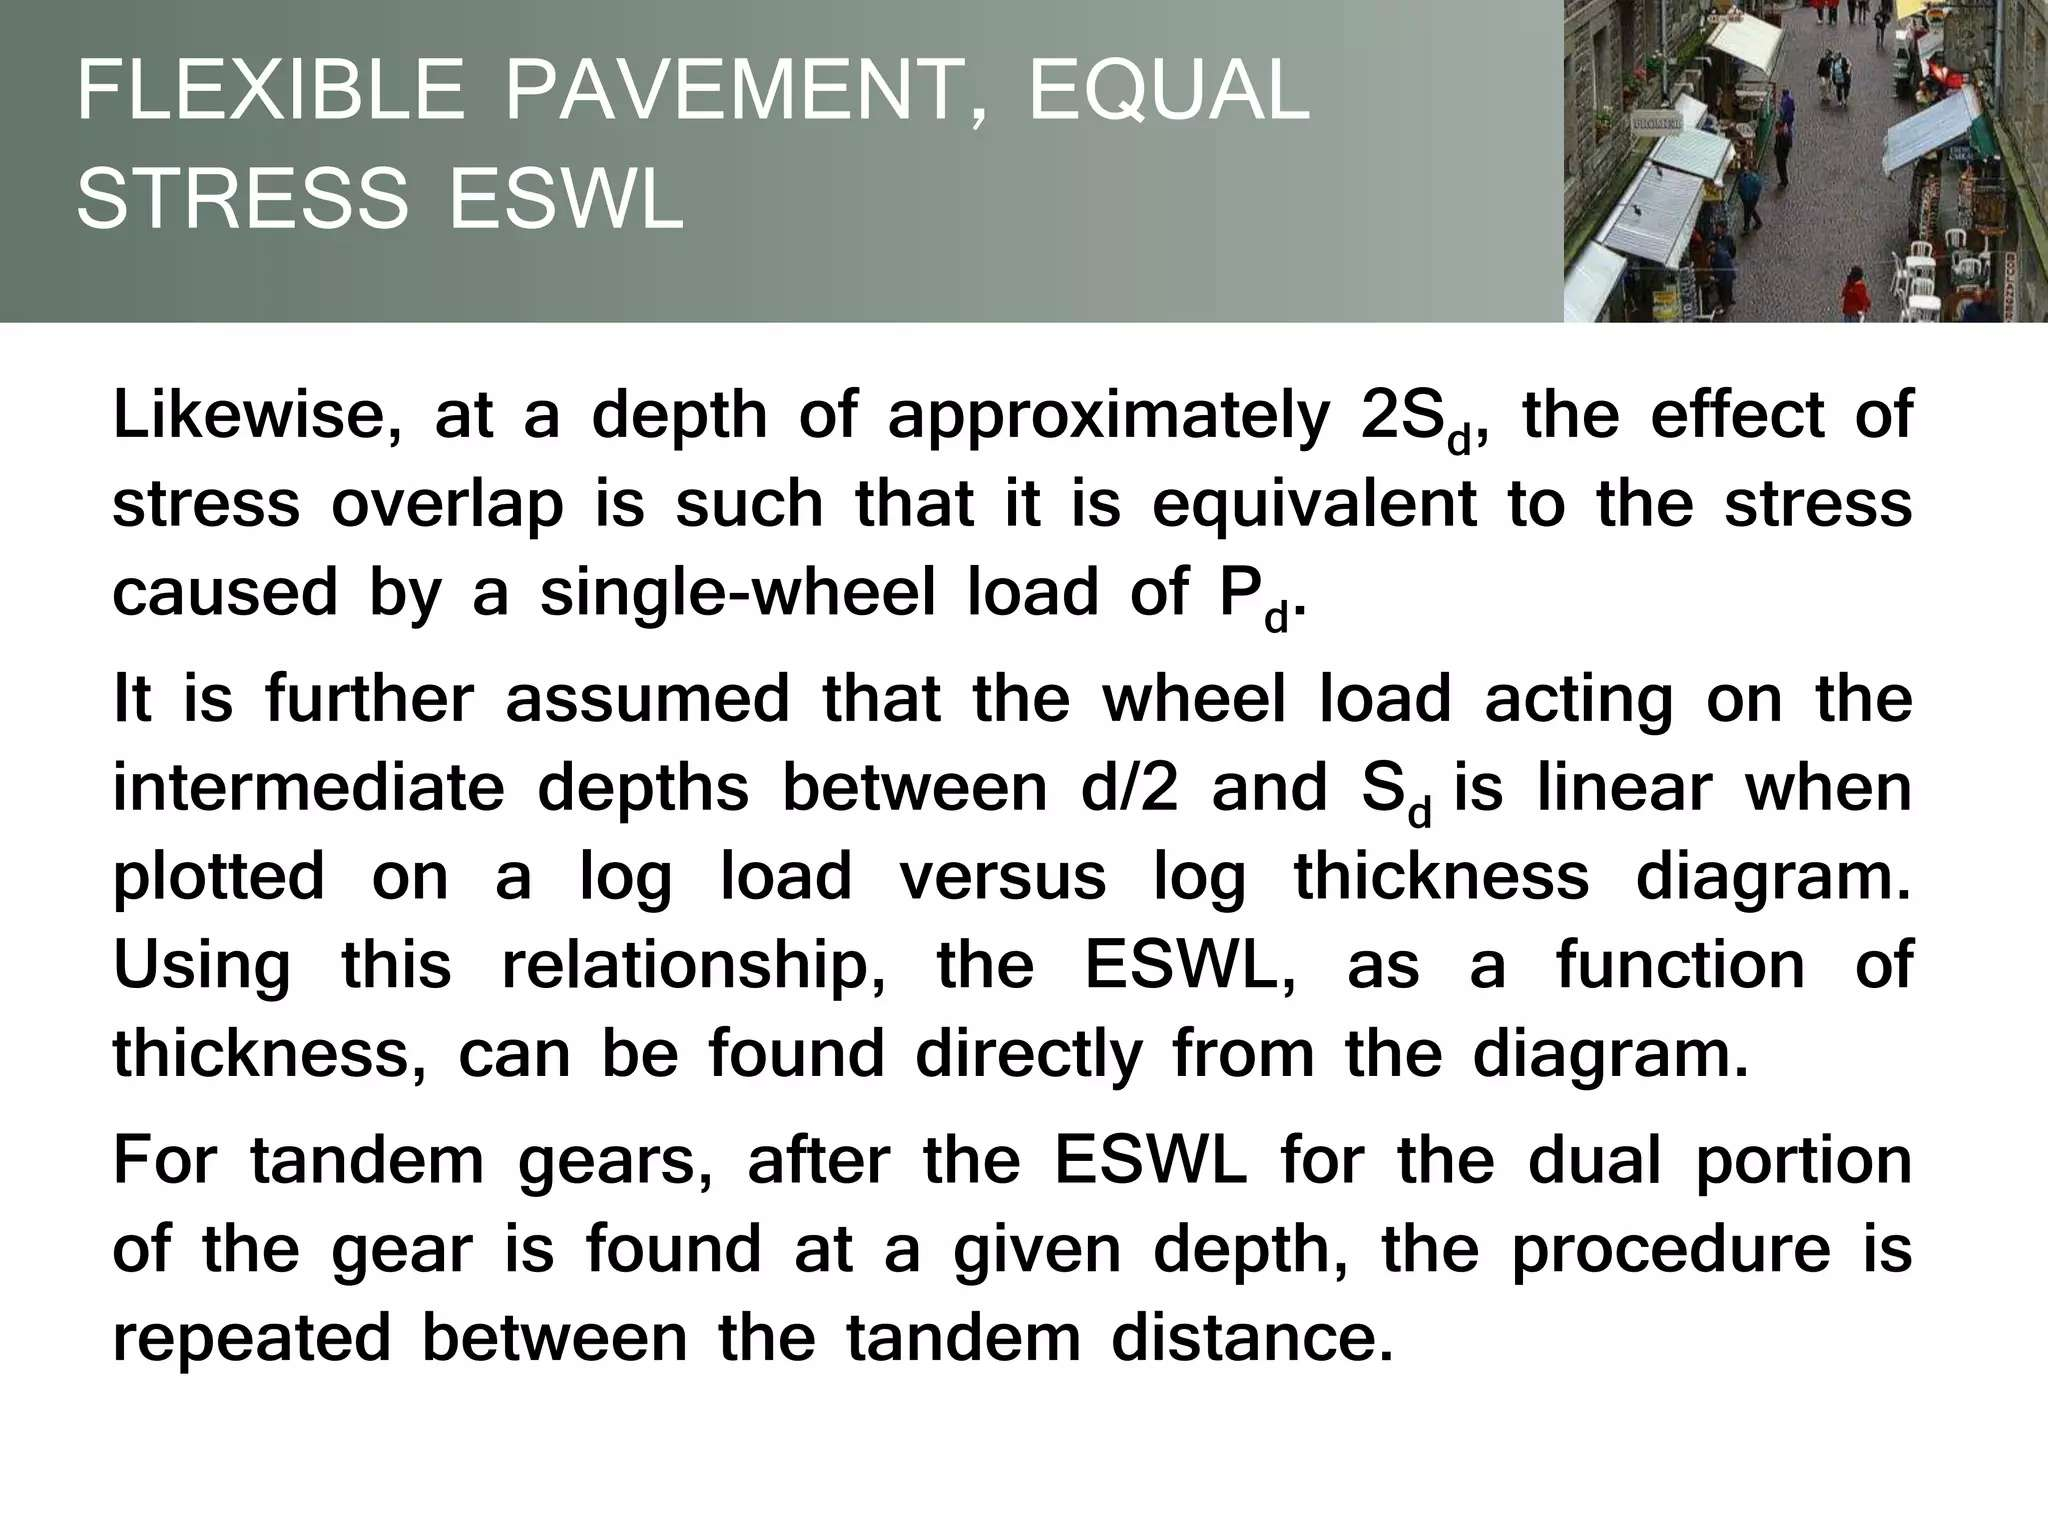 FLEXIBLE PAVEMENT, EQUAL
STRESS ESWL
Likewise, at a depth of approximately 2Sd, the effect of
stress overlap is such that it is equivalent to the stress
caused by a single-wheel load of Pd.
It is further assumed that the wheel load acting on the
intermediate depths between d/2 and Sd is linear when
plotted on a log load versus log thickness diagram.
Using this relationship, the ESWL, as a function of
thickness, can be found directly from the diagram.
For tandem gears, after the ESWL for the dual portion
of the gear is found at a given depth, the procedure is
repeated between the tandem distance.